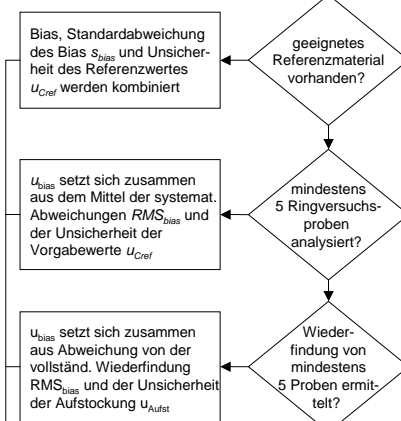 Bias, Standardabweichung
des Bias s_bias und Unsicher-
heit des Referenzwertes
u_Cref werden kombiniert
geeignetes
Referenzmaterial
vorhanden?
u_bias setzt sich zusammen
aus dem Mittel der systemat.
Abweichungen RMS_bias und
der Unsicherheit der
Vorgabewerte u_Cref
mindestens
5 Ringversuchs-
proben
analysiert?
u_bias setzt sich zusammen
aus Abweichung von der
vollständ. Wiederfindung
RMS_bias und der Unsicherheit
der Aufstockung u_Aufst
Wieder-
findung von
mindestens
5 Proben ermit-
telt?